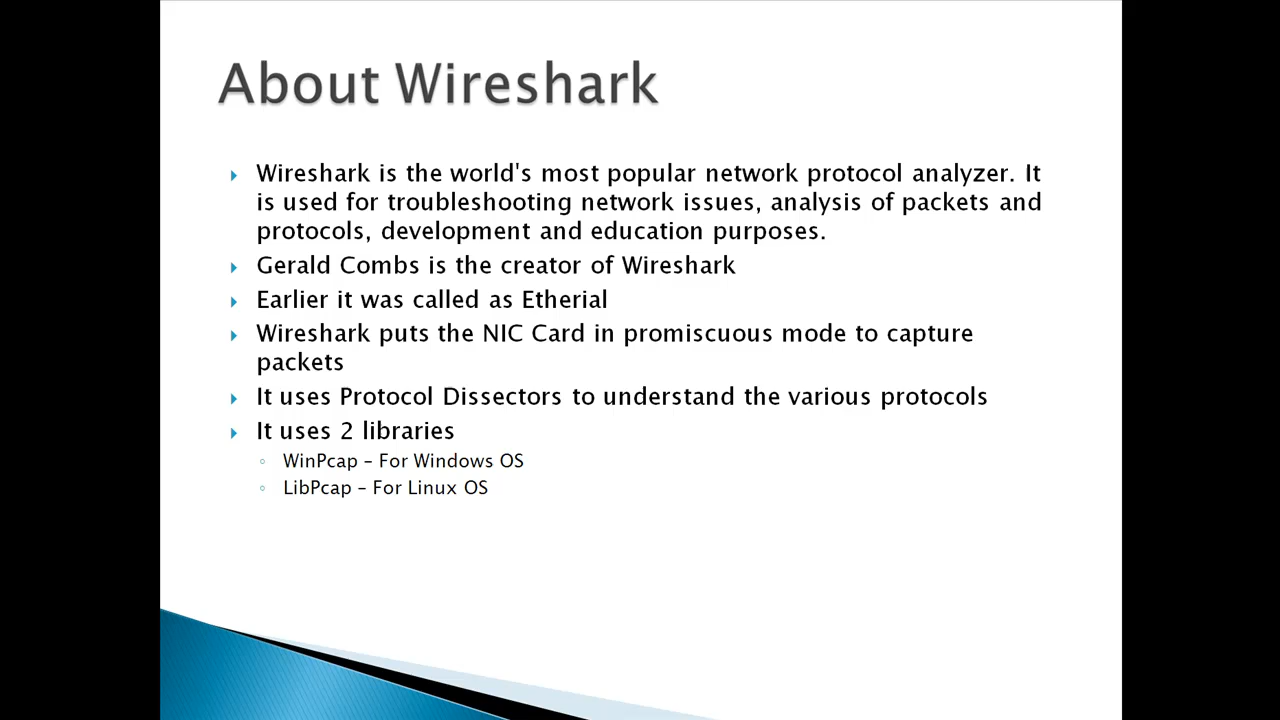 About Wireshark
Wireshark is the world's most popular network protocol analyzer. It
is used for troubleshooting network issues, analysis of packets and
protocols, development and education purposes.
Gerald Combs is the creator of Wireshark
Earlier it was called as Etherial
Wireshark puts the NIC Card in promiscuous mode to capture
packets
It uses Protocol Dissectors to understand the various protocols
It uses 2 libraries
WinPcap – For Windows OS
LibPcap – For Linux OS